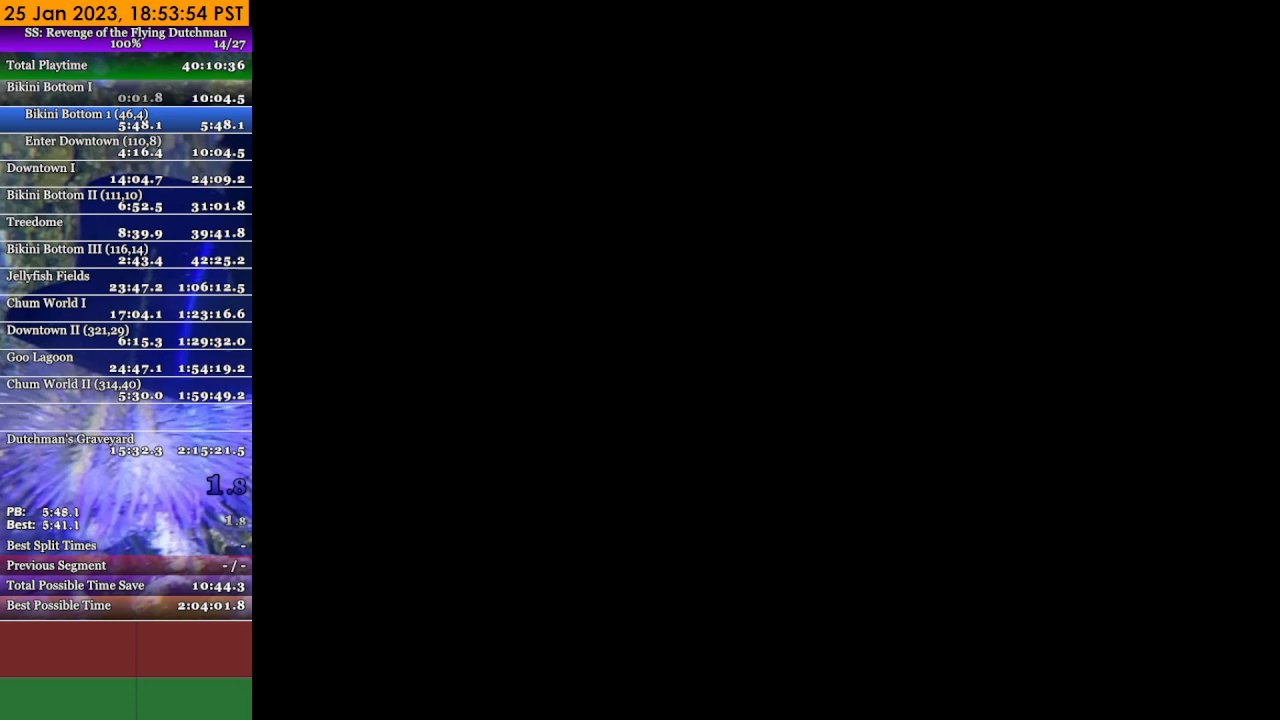 25 Jan 2023, 18:53:54 PST
SS: Revenge of the Flying Dutchman
100% 14/27
Total Playtime 40:10:36
Bikini Bottom I
0:01.8 10:04.5
Bikini Bottom 1 (46,4)
5:48.1 5:48.1
Enter Downtown (110,8)
4:16.4 10:04.5
Downtown I
14:04.7 24:09.2
Bikini Bottom II (111,10)
6:52.5 31:01.8
Treedome
8:39.9 39:41.8
Bikini Bottom III (116,14)
2:43.4 42:25.2
Jellyfish Fields
23:47.2 1:06:12.5
Chum World I
17:04.1 1:23:16.6
Downtown II (321,29)
6:15.3 1:29:32.0
Goo Lagoon
24:47.1 1:54:19.2
Chum World II (314,40)
5:30.0 1:59:49.2
Dutchman's Graveyard
15:32.3 2:15:21.5
1.8
PB: 5:48.1
Best: 5:41.1 1.8
Best Split Times -
Previous Segment - / -
Total Possible Time Save 10:44.3
Best Possible Time 2:04:01.8